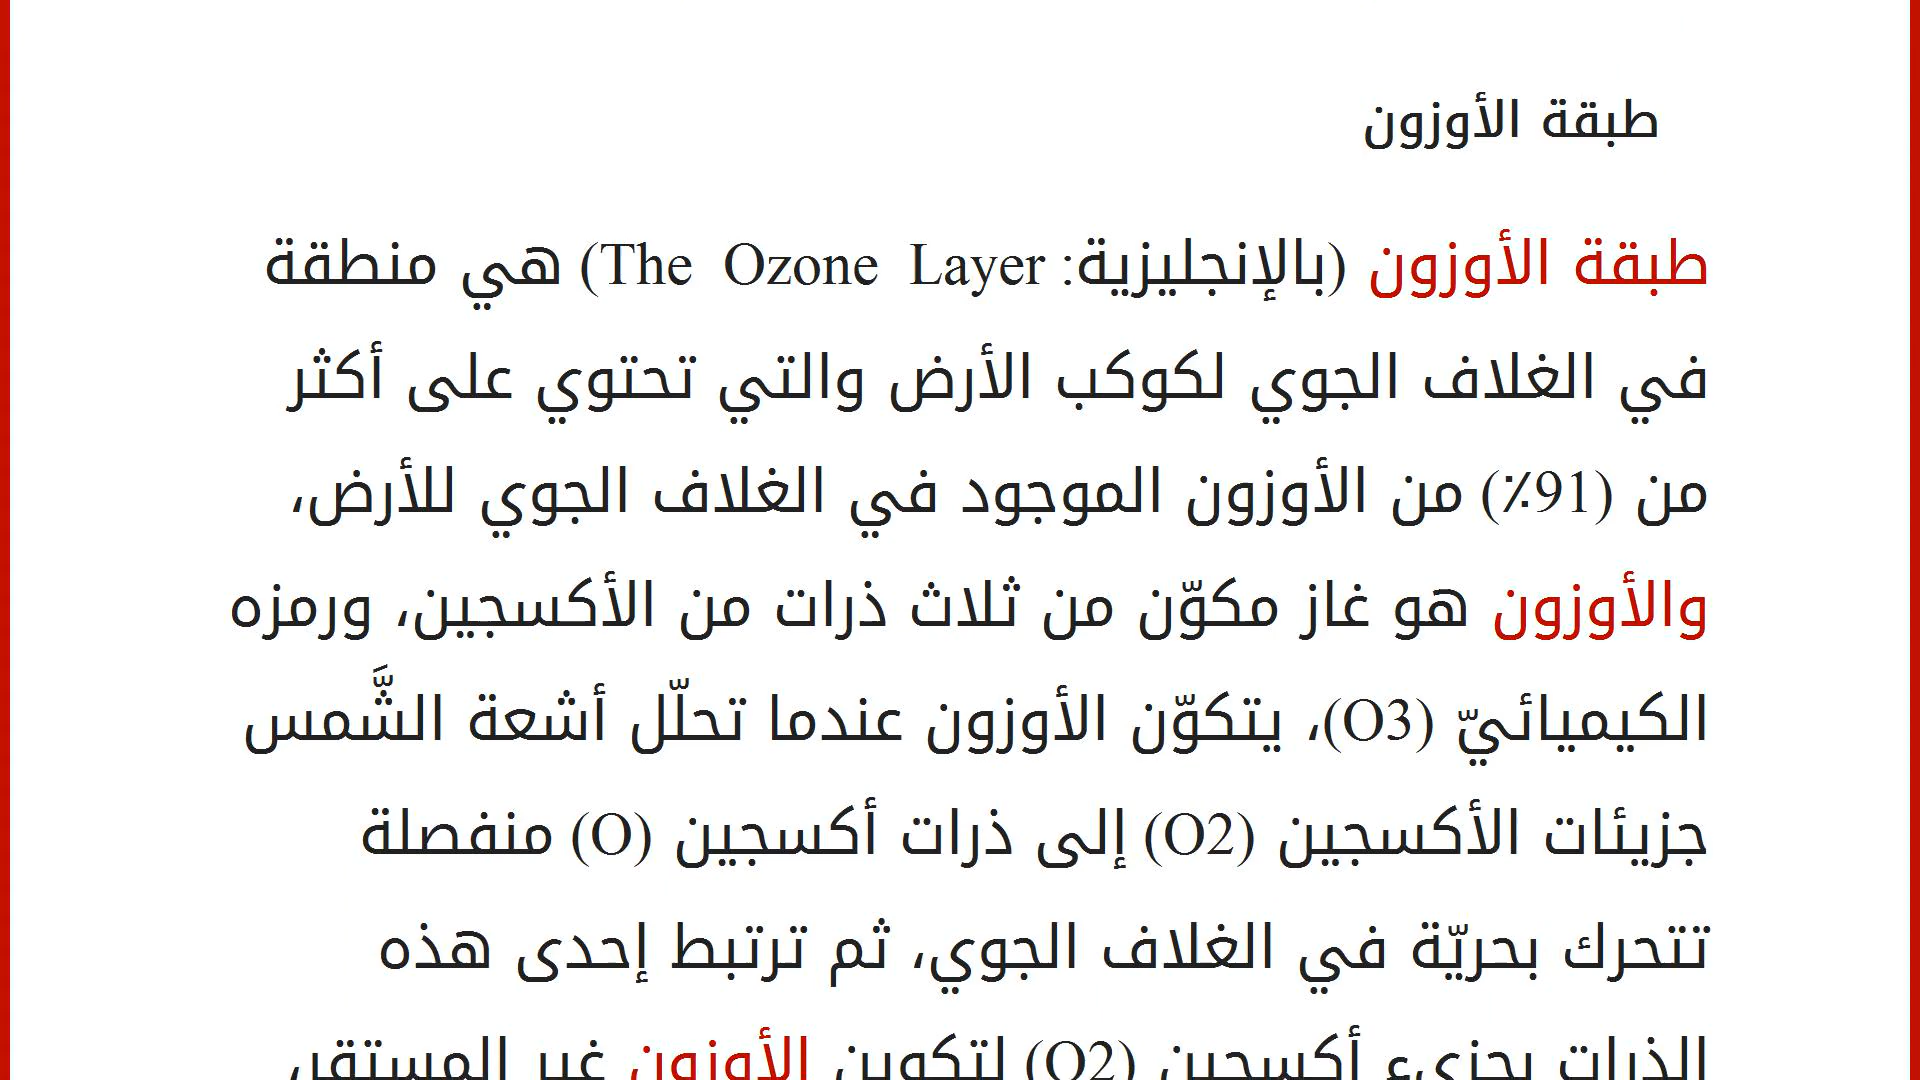 طبقة الأوزون
طبقة الأوزون (بالإنجليزية: The Ozone Layer) هي منطقة
في الغلاف الجوي لكوكب الأرض والتي تحتوي على أكثر
من (91٪) من الأوزون الموجود في الغلاف الجوي للأرض،
والأوزون هو غاز مكوّن من ثلاث ذرات من الأكسجين، ورمزه
الكيميائيّ (O3)، يتكوّن الأوزون عندما تحلّل أشعة الشَّمس
جزيئات الأكسجين (O2) إلى ذرات أكسجين (O) منفصلة
تتحرك بحريّة في الغلاف الجوي، ثم ترتبط إحدى هذه
الذرات بجزيء أكسجين (O2) لتكوين الأوزون غير المستقر،